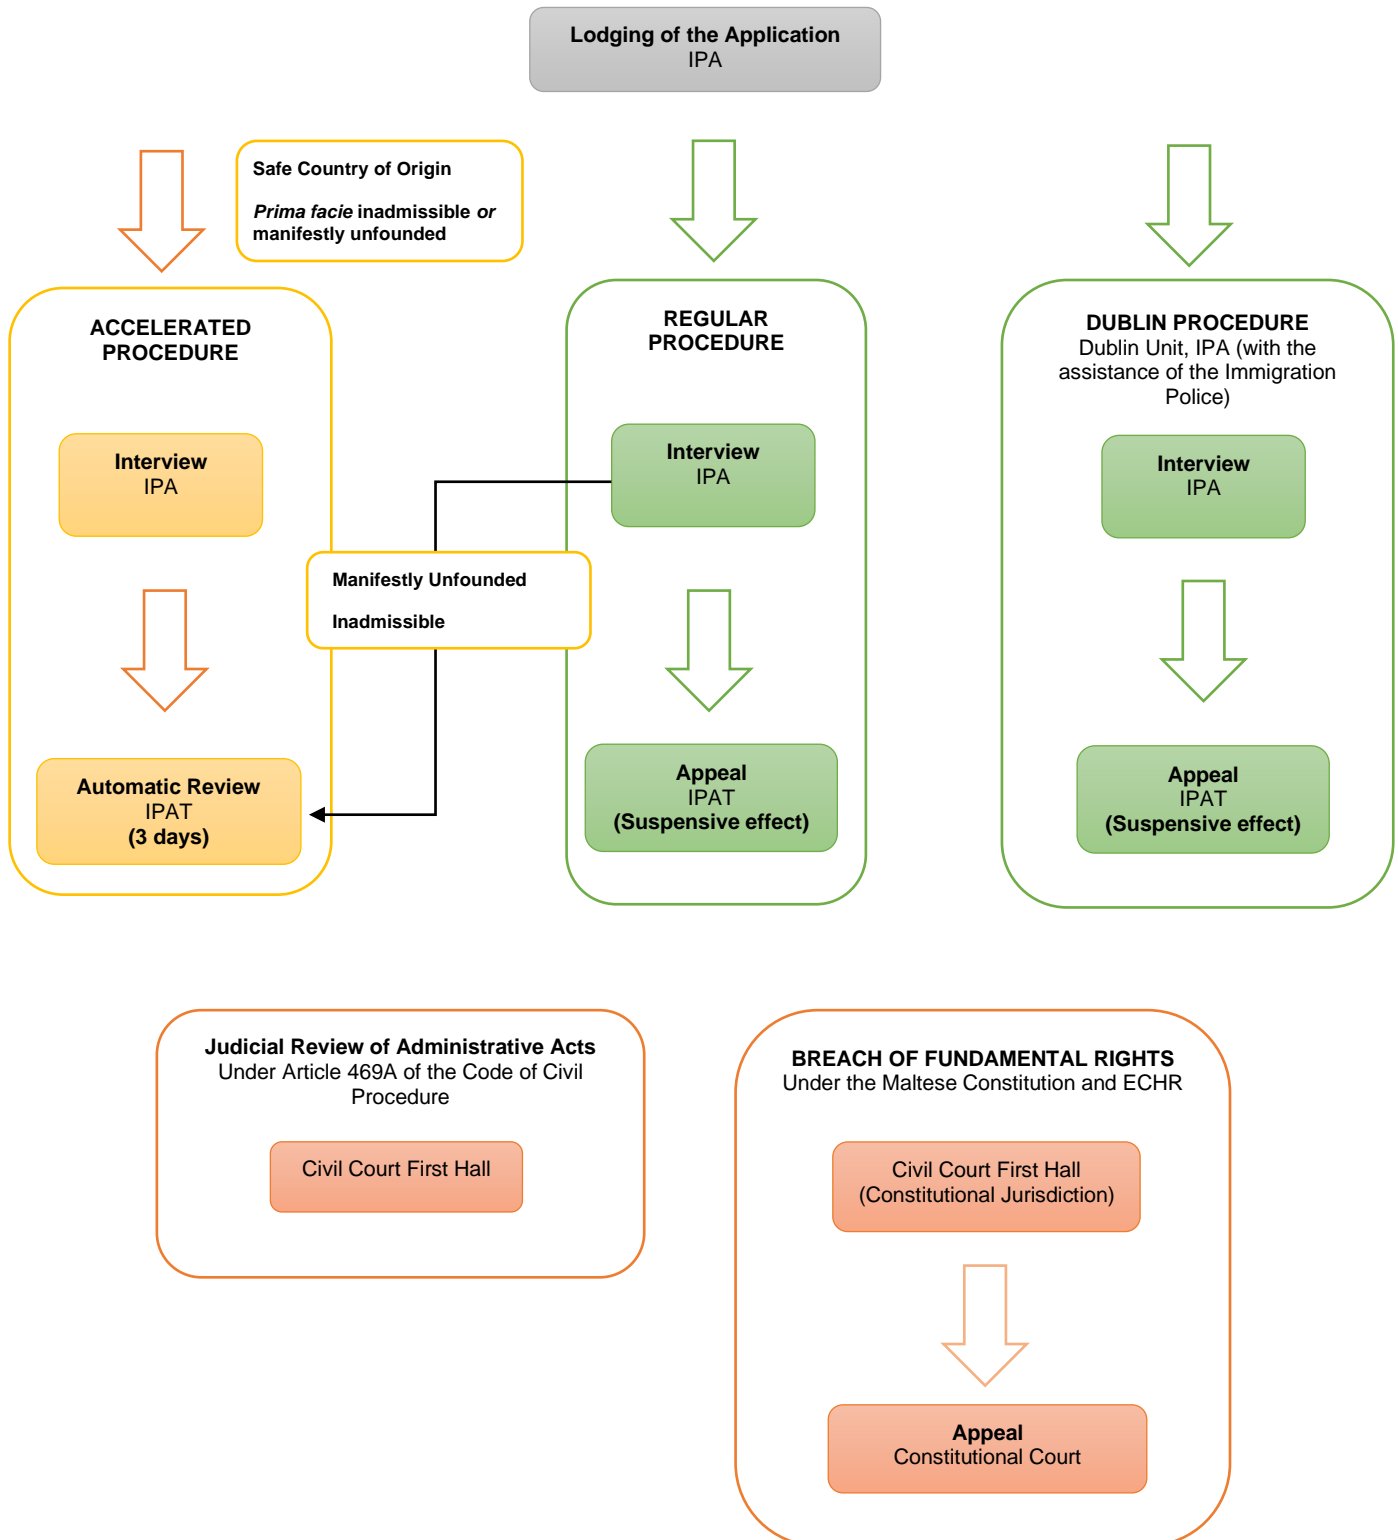 Lodging of the Application
IPA
Safe Country of Origin
Prima facie inadmissible or
manifestly unfounded
ACCELERATED
PROCEDURE
Interview
IPA
Automatic Review
IPAT
(3 days)
Manifestly Unfounded
Inadmissible
REGULAR
PROCEDURE
Interview
IPA
Appeal
IPAT
(Suspensive effect)
DUBLIN PROCEDURE
Dublin Unit, IPA (with the
assistance of the Immigration
Police)
Interview
IPA
Appeal
IPAT
(Suspensive effect)
Judicial Review of Administrative Acts
Under Article 469A of the Code of Civil
Procedure
Civil Court First Hall
BREACH OF FUNDAMENTAL RIGHTS
Under the Maltese Constitution and ECHR
Civil Court First Hall
(Constitutional Jurisdiction)
Appeal
Constitutional Court